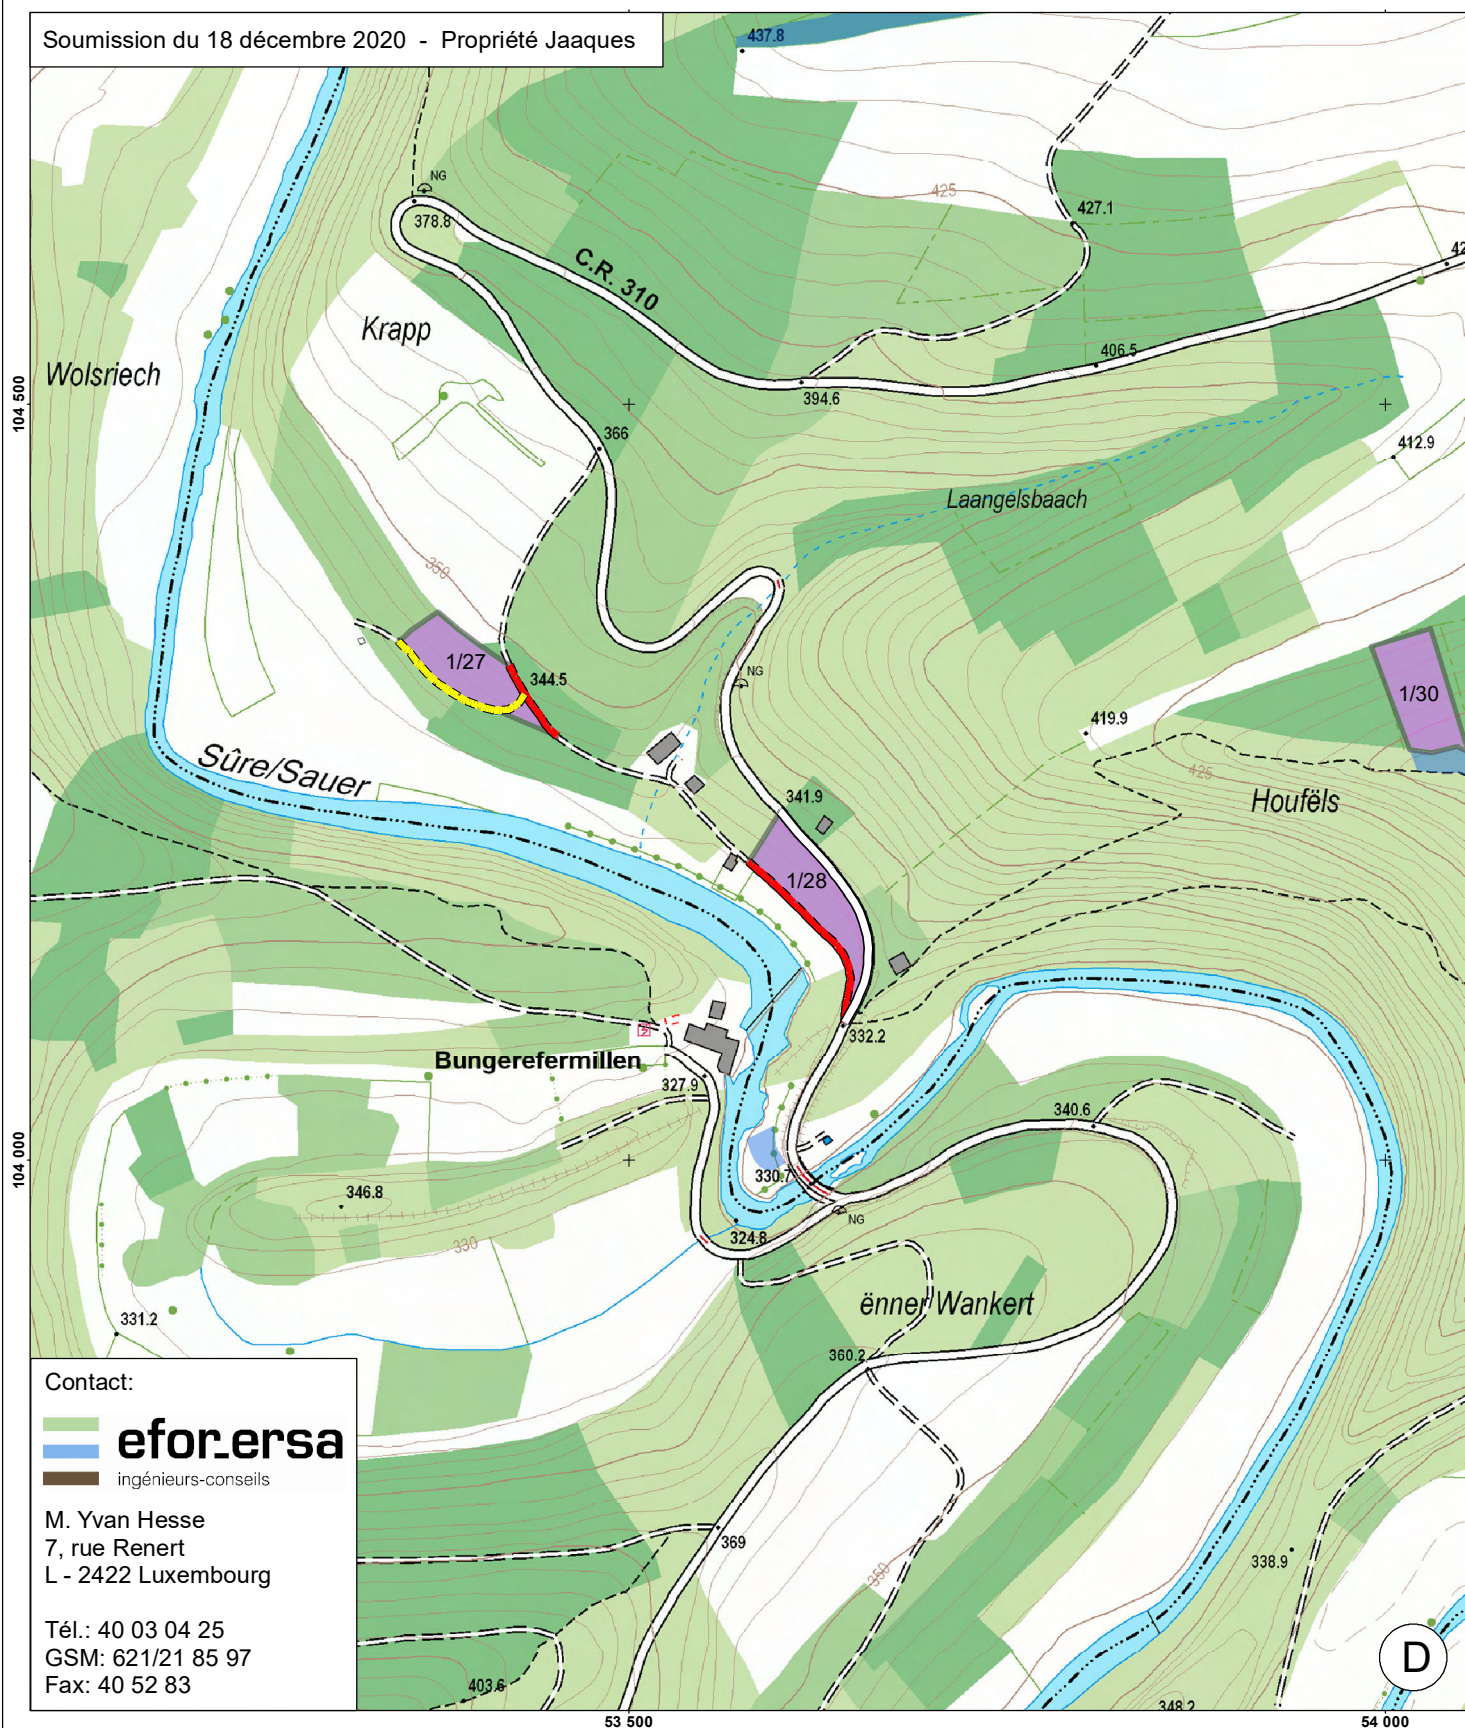 Soumission du 18 décembre 2020 - Propriété Jaaques
437.8
NG
378.8
425
427.1
C.R. 310
Krapp
Wolsriech
406.5
394.6
104 500
366
412.9
Laangelsbaach
350
1/27
344.5
NG
1/30
419.9
425
Sûre/Sauer
Houfëls
341.9
1/28
332.2
Bungerefermillen
327.9
340.6
104 000
330.7
346.8
NG
324.8
330
ënner Wankert
331.2
360.2
Contact:
efor_ersa
ingénieurs-conseils
M. Yvan Hesse
7, rue Renert
L - 2422 Luxembourg
Tél.: 40 03 04 25
GSM: 621/21 85 97
Fax: 40 52 83
369
350
338.9
D
403.6
348.2
53 500
54 000